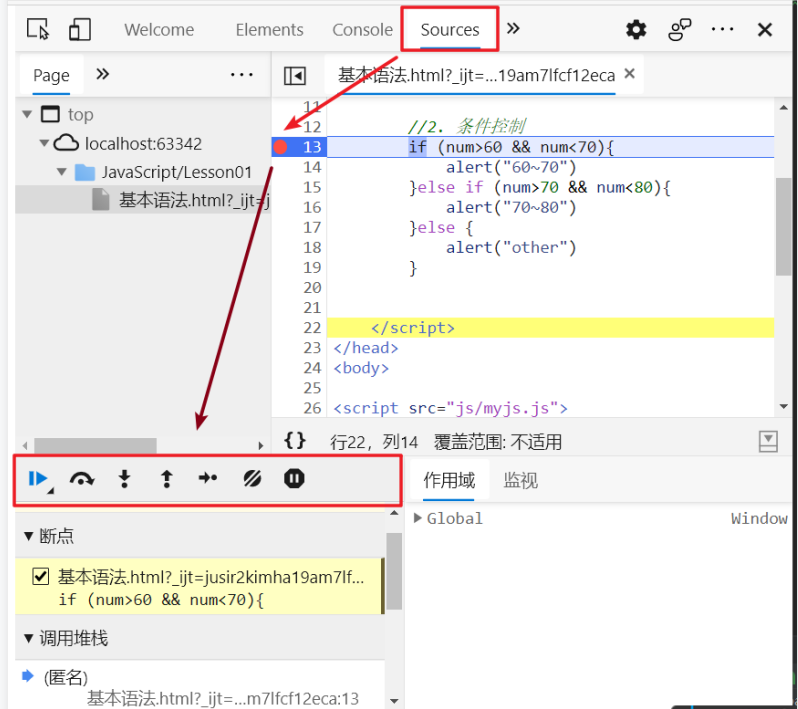 Welcome Elements Console Sources »
Page » ...
基本语法.html?_ijt=...19am7lfcf12eca ×
top
localhost:63342
JavaScript/Lesson01
基本语法.html?_ijt=j
11
12 //2. 条件控制
13 if (num>60 && num<70){
14 alert("60~70")
15 }else if (num>70 && num<80){
16 alert("70~80")
17 }else {
18 alert("other")
19 }
20
21
22 </script>
23 </head>
24 <body>
25
26 <script src="js/myjs.js">
{} 行22，列14 覆盖范围: 不适用
断点
基本语法.html?_ijt=jusir2kimha19am7lf...
if (num>60 && num<70){
调用堆栈
(匿名)
基本语法.html?_ijt=...m7lfcf12eca:13
作用域 监视
Global Window